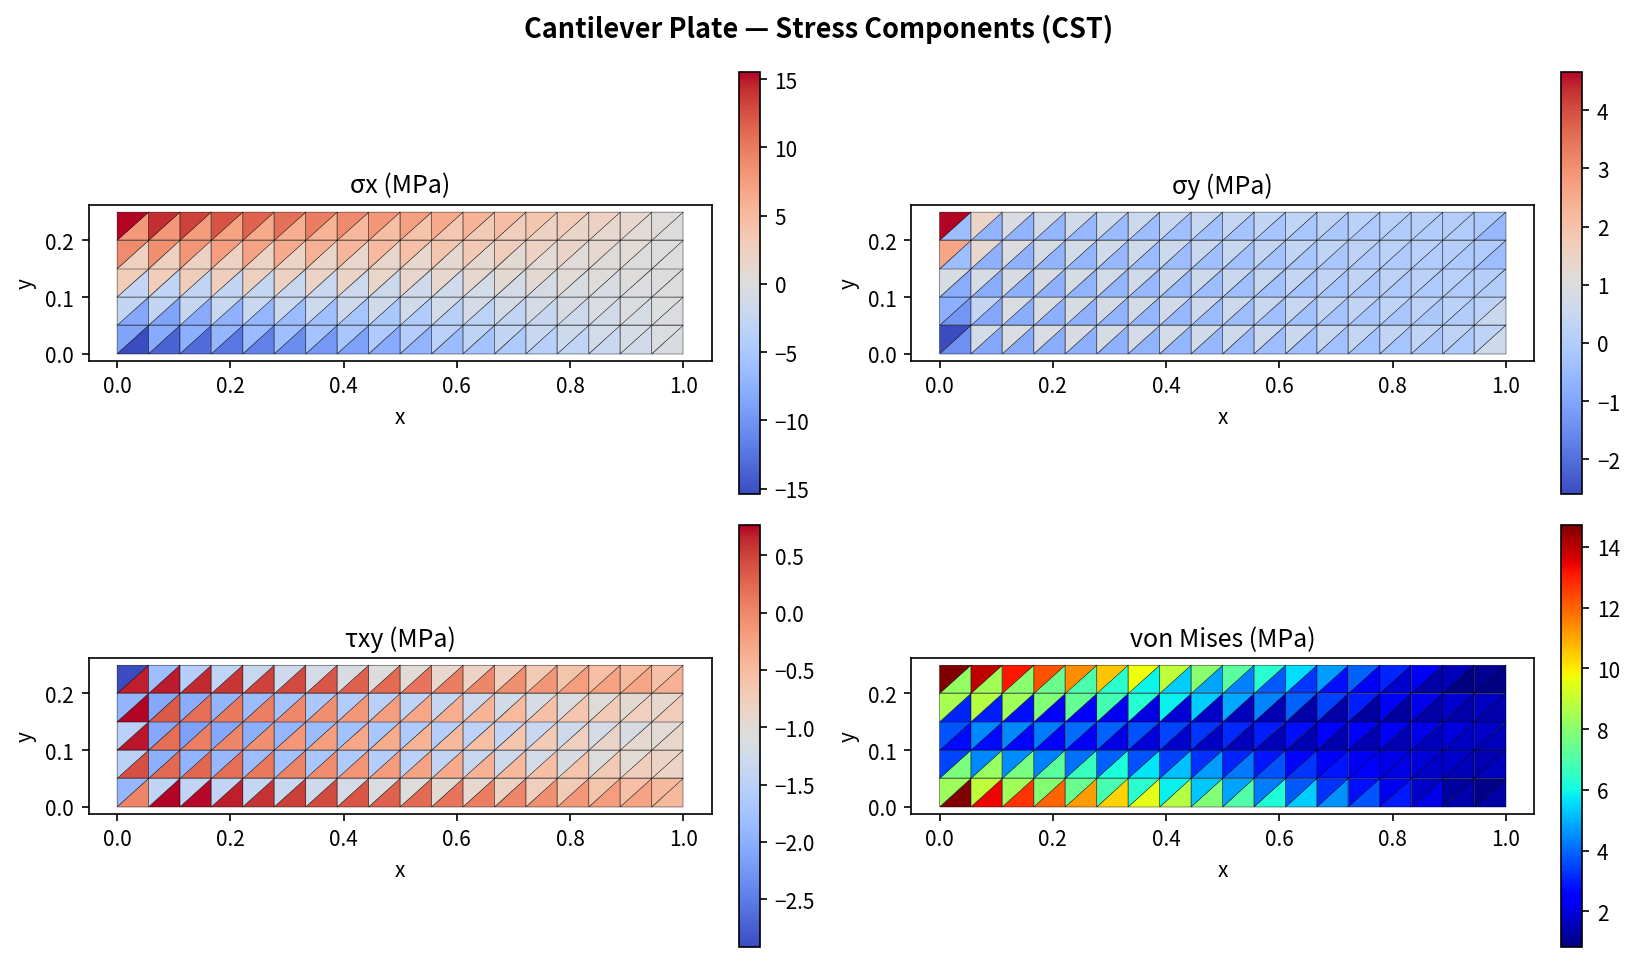 Cantilever Plate — Stress Components (CST)
σx (MPa)
y
0.2
0.1
0.0
0.0 0.2 0.4 0.6 0.8 1.0
x
15
10
5
0
−5
−10
−15
σy (MPa)
y
0.2
0.1
0.0
0.0 0.2 0.4 0.6 0.8 1.0
x
4
3
2
1
0
−1
−2
τxy (MPa)
y
0.2
0.1
0.0
0.0 0.2 0.4 0.6 0.8 1.0
x
0.5
0.0
−0.5
−1.0
−1.5
−2.0
−2.5
von Mises (MPa)
y
0.2
0.1
0.0
0.0 0.2 0.4 0.6 0.8 1.0
x
14
12
10
8
6
4
2